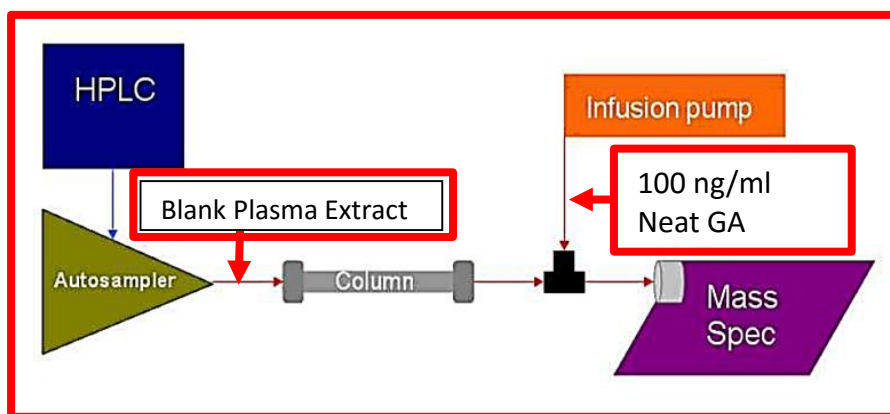 HPLC
Infusion pump
Blank Plasma Extract
100 ng/ml
Neat GA
Autosampler
Column
Mass
Spec